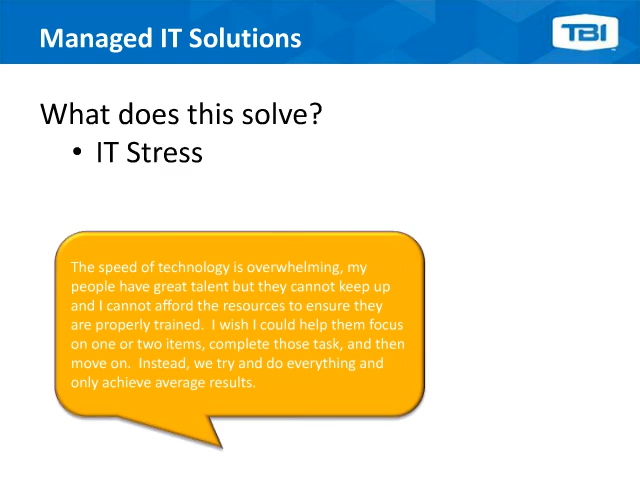 Managed IT Solutions
TBI
What does this solve?
• IT Stress
The speed of technology is overwhelming, my
people have great talent but they cannot keep up
and I cannot afford the resources to ensure they
are properly trained.  I wish I could help them focus
on one or two items, complete those task, and then
move on.  Instead, we try and do everything and
only achieve average results.